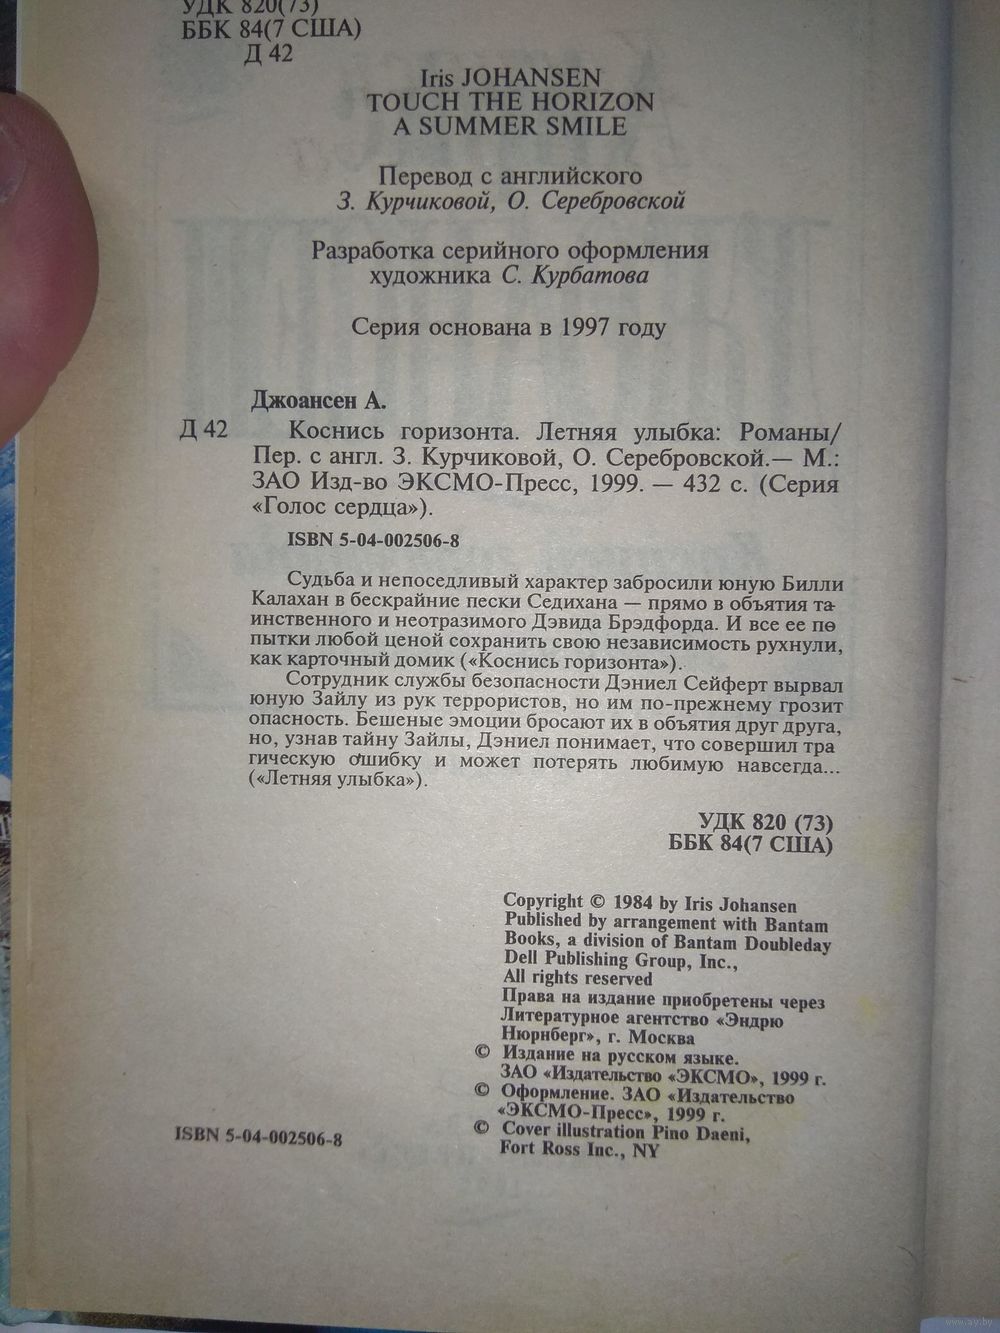 УДК 820(73)
ББК 84(7 США)
Д 42
Iris JOHANSEN
TOUCH THE HORIZON
A SUMMER SMILE
Перевод с английского
З. Курчиковой, О. Серебровской
Разработка серийного оформления
художника С. Курбатова
Серия основана в 1997 году
Джоансен А.
Д 42 Коснись горизонта. Летняя улыбка: Романы/
Пер. с англ. З. Курчиковой, О. Серебровской.— М.:
ЗАО Изд-во ЭКСМО-Пресс, 1999. — 432 с. (Серия
«Голос сердца»).
ISBN 5-04-002506-8
Судьба и непоседливый характер забросили юную Билли
Калахан в бескрайние пески Седихана — прямо в объятия та-
инственного и неотразимого Дэвида Брэдфорда. И все ее по
пытки любой ценой сохранить свою независимость рухнули,
как карточный домик («Коснись горизонта»).
Сотрудник службы безопасности Дэниел Сейферт вырвал
юную Зайлу из рук террористов, но им по-прежнему грозит
опасность. Бешеные эмоции бросают их в объятия друг друга,
но, узнав тайну Зайлы, Дэниел понимает, что совершил тра
гическую ошибку и может потерять любимую навсегда...
(«Летняя улыбка»).
УДК 820 (73)
ББК 84(7 США)
Copyright © 1984 by Iris Johansen
Published by arrangement with Bantam
Books, a division of Bantam Doubleday
Dell Publishing Group, Inc.,
All rights reserved
Права на издание приобретены через
Литературное агентство «Эндрю
Нюрнберг», г. Москва
© Издание на русском языке.
ЗАО «Издательство «ЭКСМО», 1999 г.
© Оформление. ЗАО «Издательство
«ЭКСМО-Пресс», 1999 г.
© Cover illustration Pino Daeni,
Fort Ross Inc., NY
ISBN 5-04-002506-8
www.ay.by